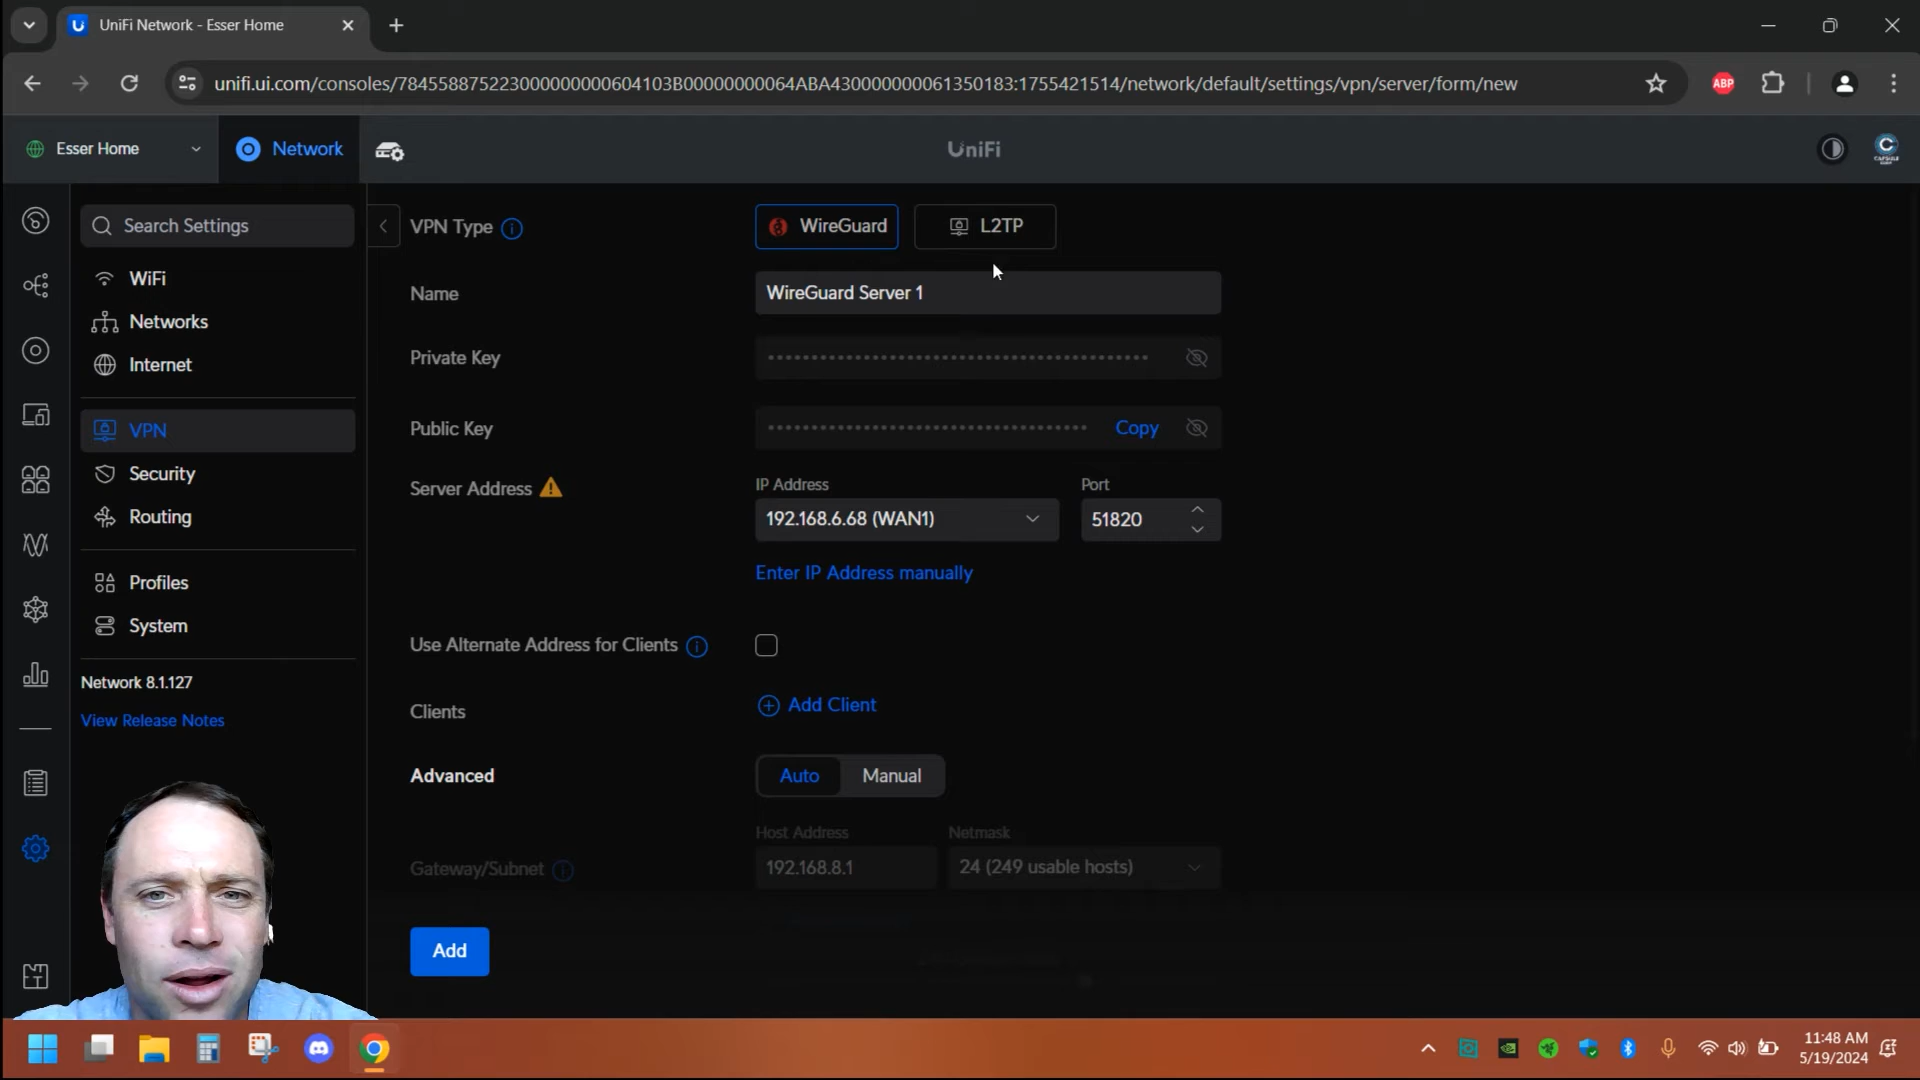 UniFi Network - Esser Home
unifi.ui.com/consoles/784558875223000000000604103B00000000064ABA430000000061350183:1755421514/network/default/settings/vpn/server/form/new
ABP
Esser Home
Network
UniFi
CAPSULE
Search Settings
WiFi
Networks
Internet
VPN
Security
Routing
Profiles
System
Network 8.1.127
View Release Notes
VPN Type
WireGuard
L2TP
Name
WireGuard Server 1
Private Key
Public Key
Copy
Server Address
IP Address
Port
192.168.6.68 (WAN1)
51820
Enter IP Address manually
Use Alternate Address for Clients
Clients
Add Client
Advanced
Auto
Manual
Host Address
Netmask
Gateway/Subnet
192.168.8.1
24 (249 usable hosts)
Add
11:48 AM
5/19/2024